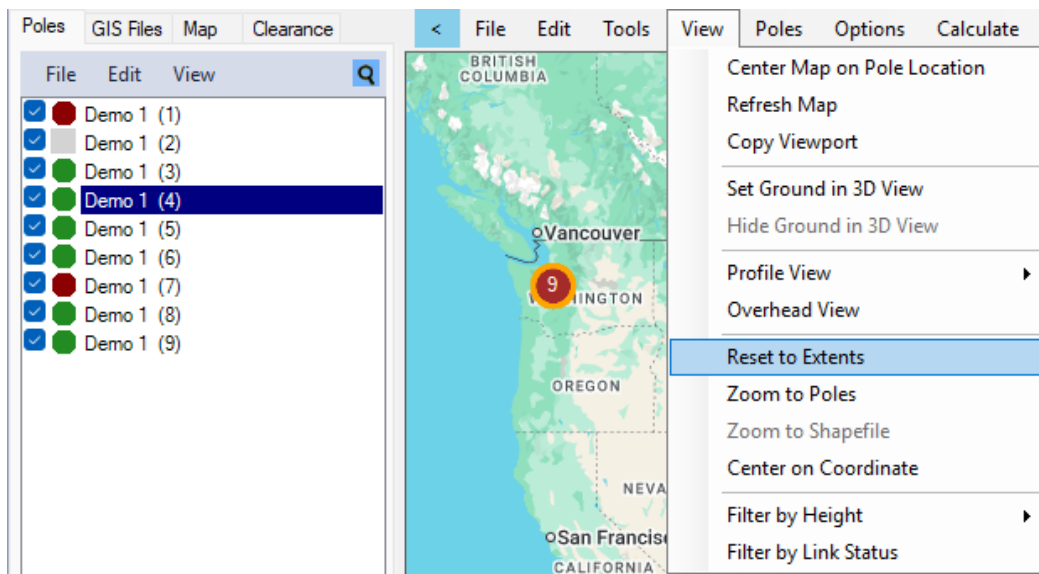 Poles GIS Files Map Clearance
File Edit View
Demo 1 (1)
Demo 1 (2)
Demo 1 (3)
Demo 1 (4)
Demo 1 (5)
Demo 1 (6)
Demo 1 (7)
Demo 1 (8)
Demo 1 (9)
< File Edit Tools View Poles Options Calculate
BRITISH
COLUMBIA
Vancouver
9
W INGTON
OREGON
NEVA
San Francis
CALIFORNIA
Center Map on Pole Location
Refresh Map
Copy Viewport
Set Ground in 3D View
Hide Ground in 3D View
Profile View
Overhead View
Reset to Extents
Zoom to Poles
Zoom to Shapefile
Center on Coordinate
Filter by Height
Filter by Link Status